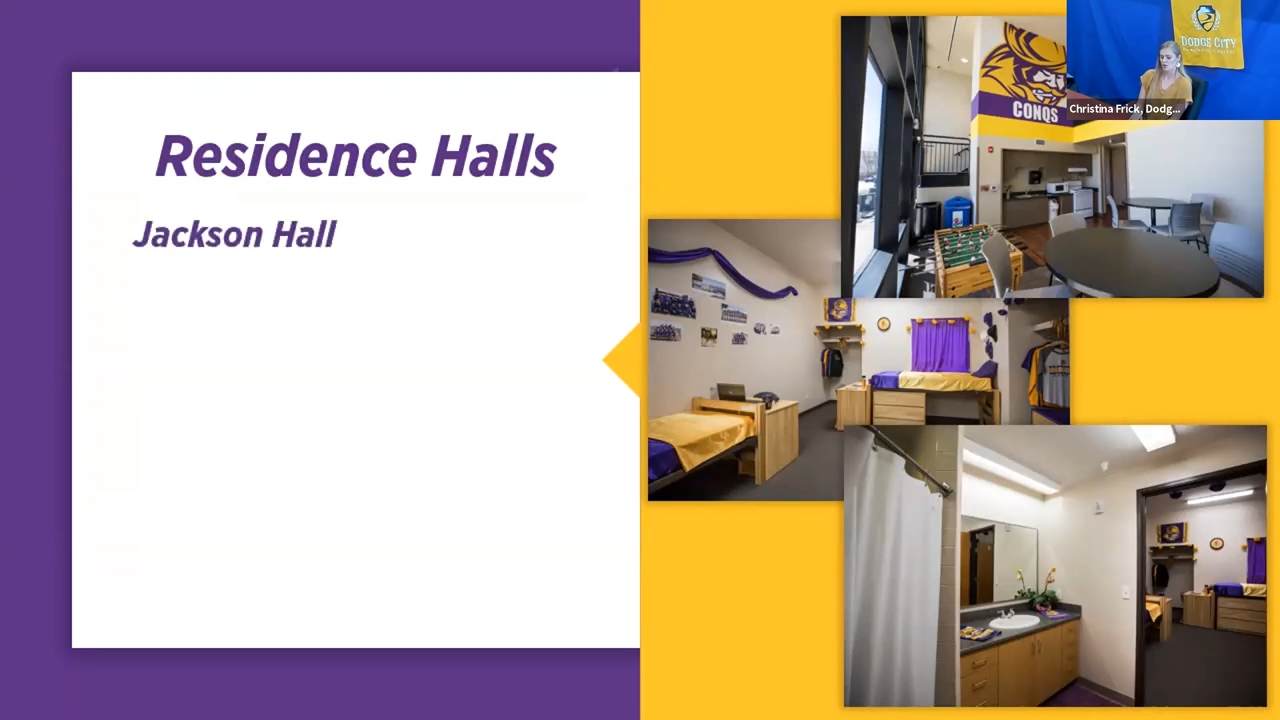 Residence Halls
Jackson Hall
CONQS
DODGE CITY
Christina Frick, Dodg...